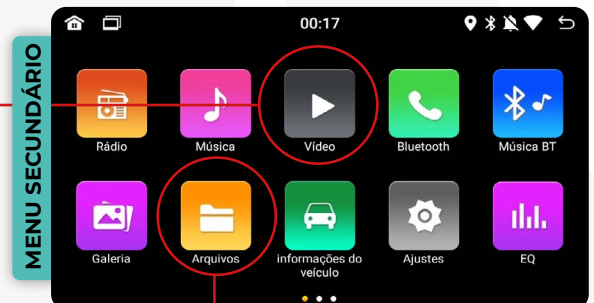 MENU SECUNDÁRIO
00:17
Rádio
Música
Vídeo
Bluetooth
Música BT
Galeria
Arquivos
informações do
veículo
Ajustes
EQ